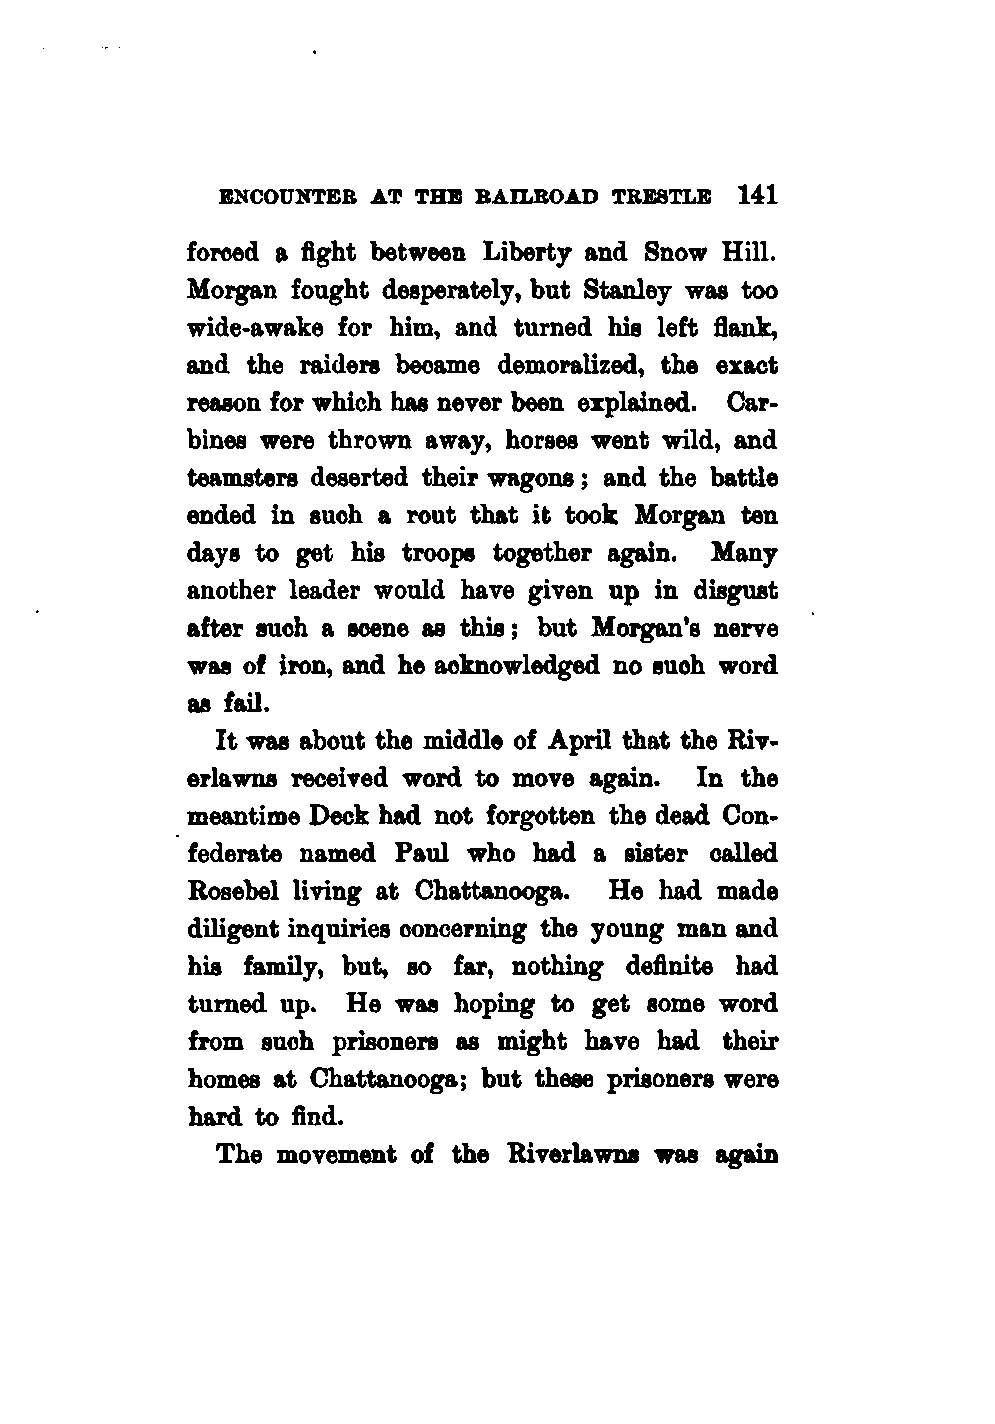 ENCOUNTER AT THE RAILROAD TRESTLE 141
forced a fight between Liberty and Snow Hill.
Morgan fought desperately, but Stanley was too
wide-awake for him, and turned his left flank,
and the raiders became demoralized, the exact
reason for which has never been explained. Car-
bines were thrown away, horses went wild, and
teamsters deserted their wagons; and the battle
ended in such a rout that it took Morgan ten
days to get his troops together again. Many
another leader would have given up in disgust
after such a scene as this; but Morgan's nerve
was of iron, and he acknowledged no such word
as fail.
It was about the middle of April that the Riv-
erlawns received word to move again. In the
meantime Deck had not forgotten the dead Con-
federate named Paul who had a sister called
Rosebel living at Chattanooga. He had made
diligent inquiries concerning the young man and
his family, but, so far, nothing definite had
turned up. He was hoping to get some word
from such prisoners as might have had their
homes at Chattanooga; but these prisoners were
hard to find.
The movement of the Riverlawns was again